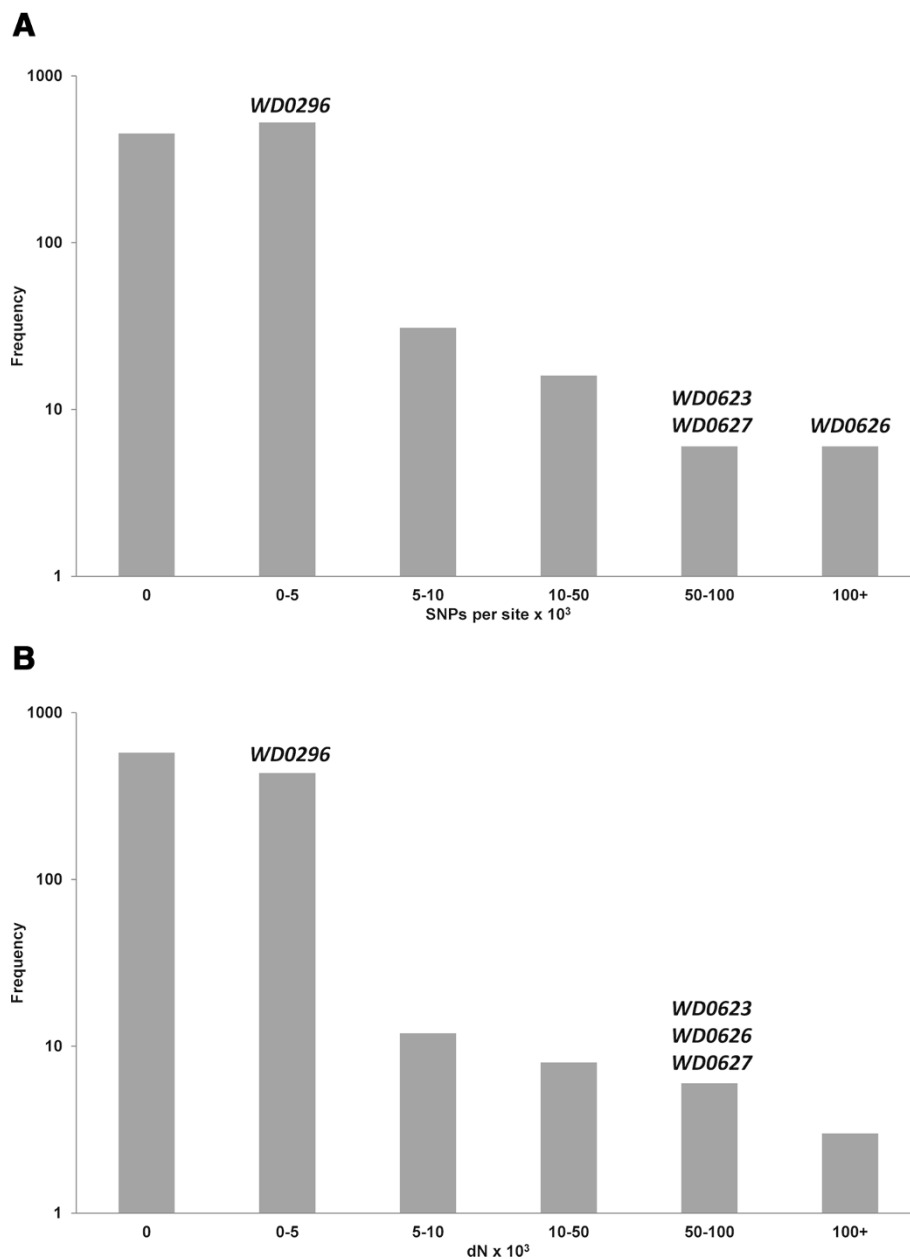 A
1000
100
10
1
Frequency
WD0296
WD0623
WD0627
WD0626
0 0-5 5-10 10-50 50-100 100+
SNPs per site x 10³
B
1000
100
10
1
Frequency
WD0296
WD0623
WD0626
WD0627
0 0-5 5-10 10-50 50-100 100+
dN x 10³